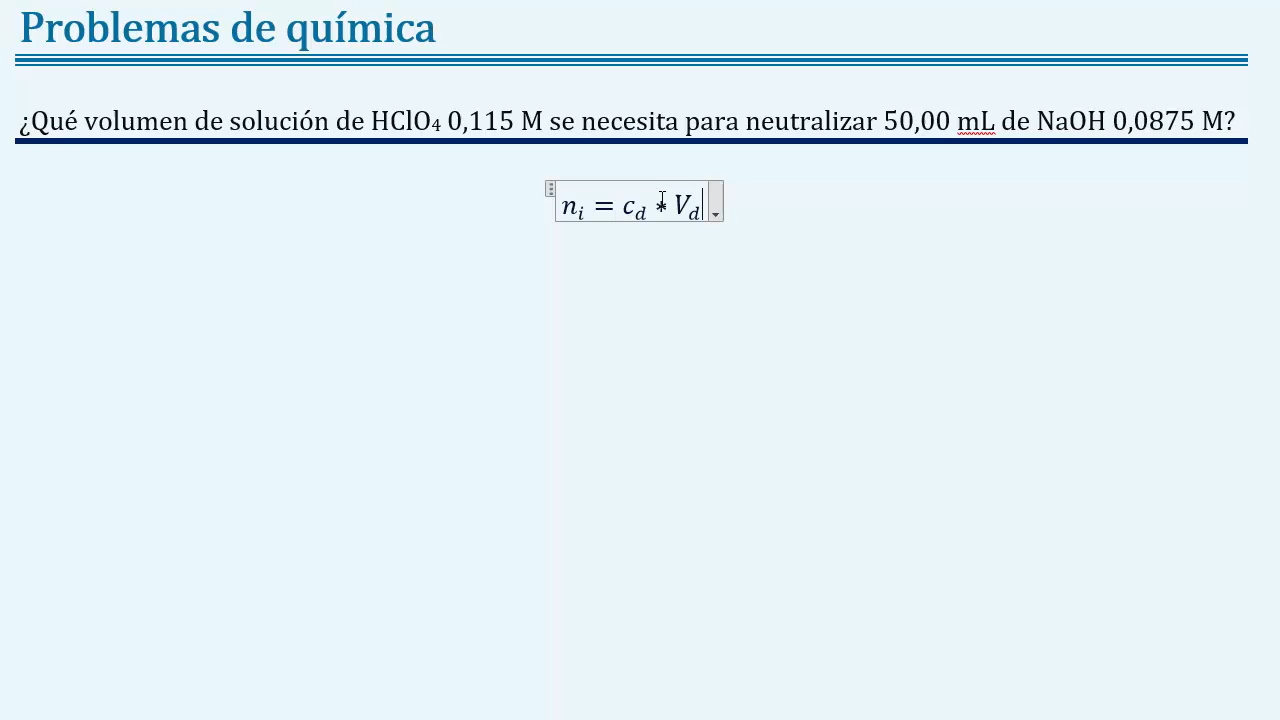 Problemas de química
¿Qué volumen de solución de HClO₄ 0,115 M se necesita para neutralizar 50,00 mL de NaOH 0,0875 M?
nᵢ = c_d * V_d